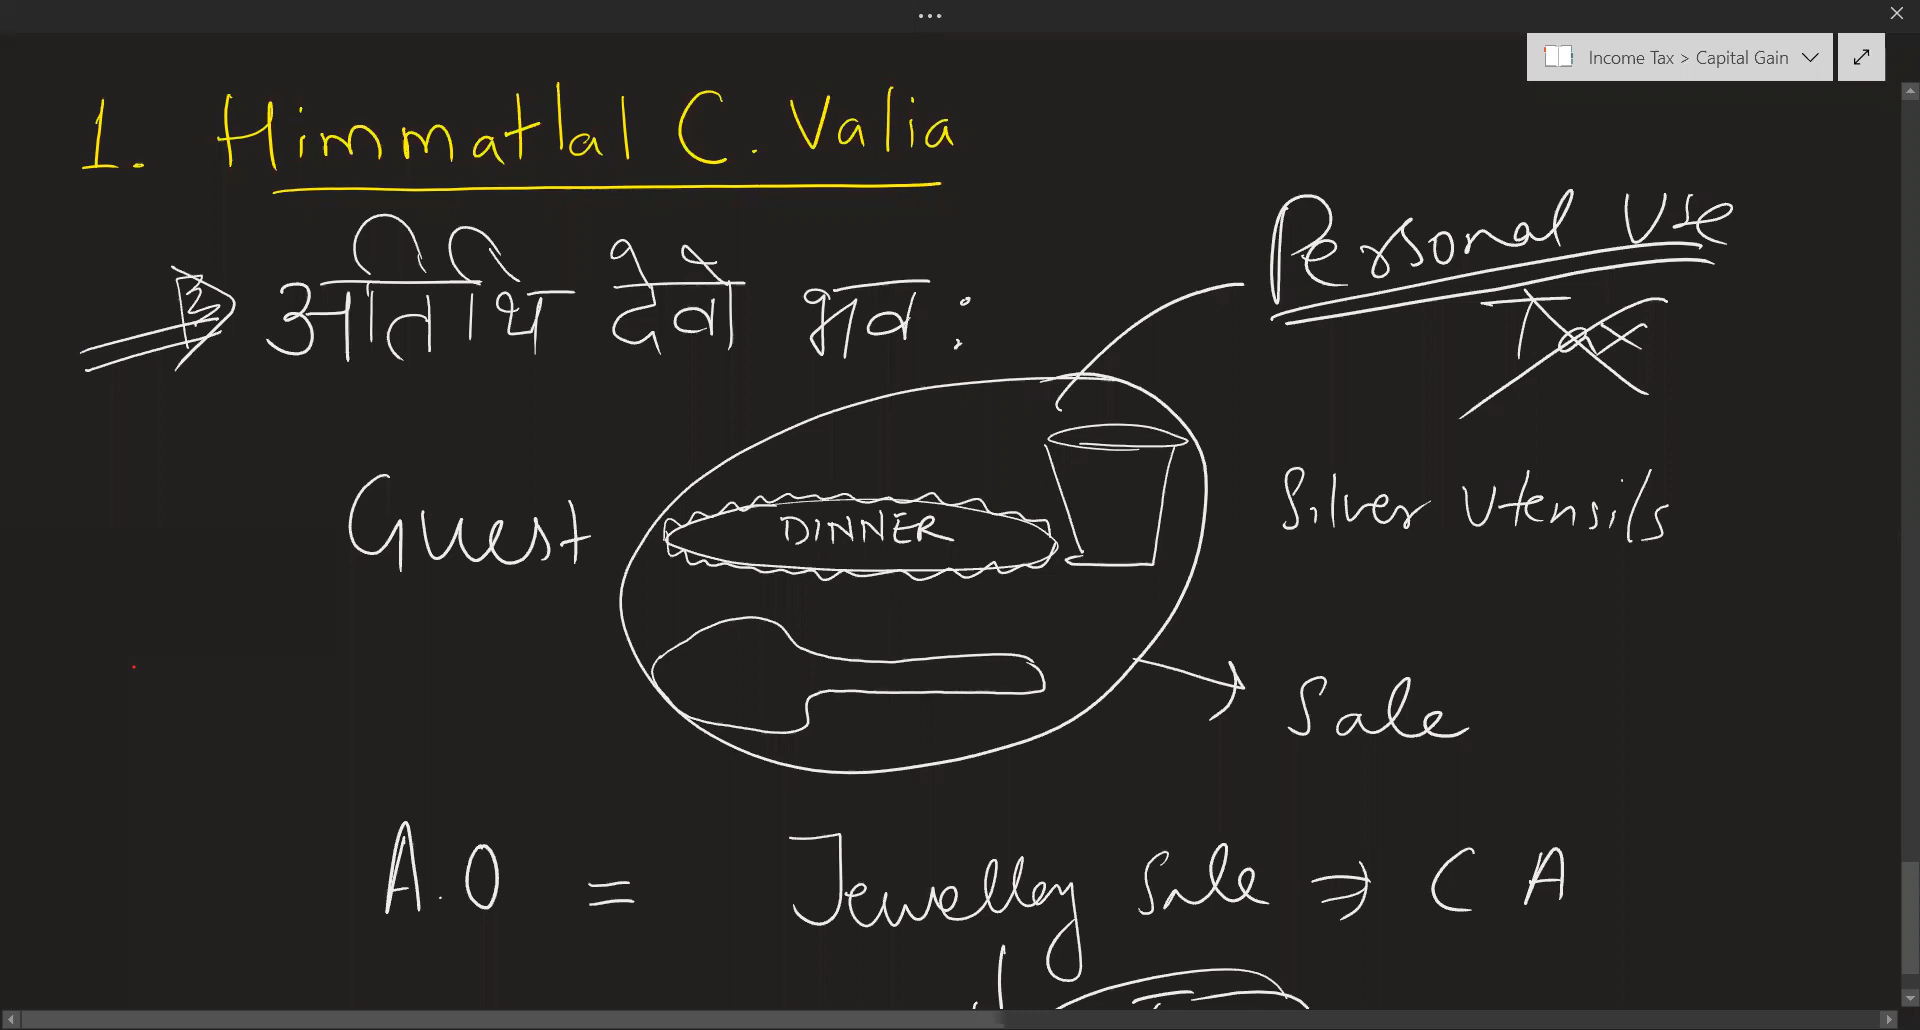 Income Tax > Capital Gain
1. Himmatlal C. Valia
अतिथि देवो भवः
Personal Use
Tax
Guest
DINNER
Silver Utensils
Sale
A.O = Jewellery Sale ⇒ C A